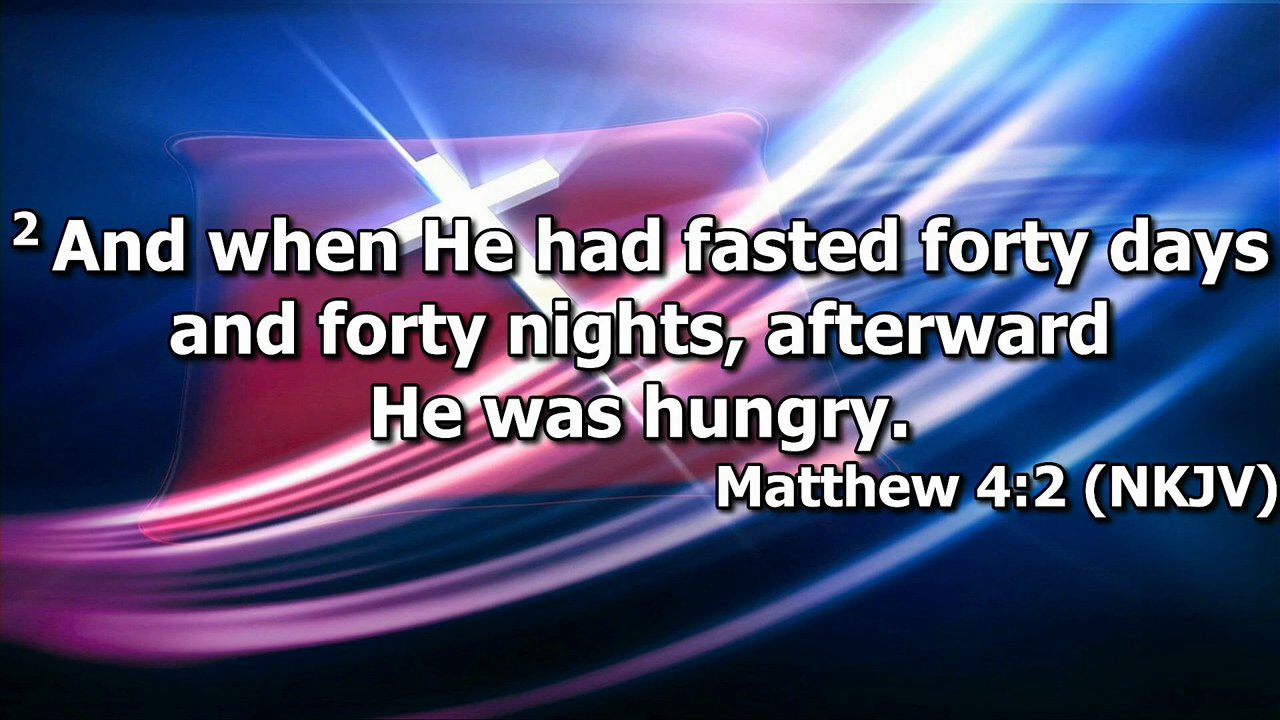 2 And when He had fasted forty days
and forty nights, afterward
He was hungry.
Matthew 4:2 (NKJV)